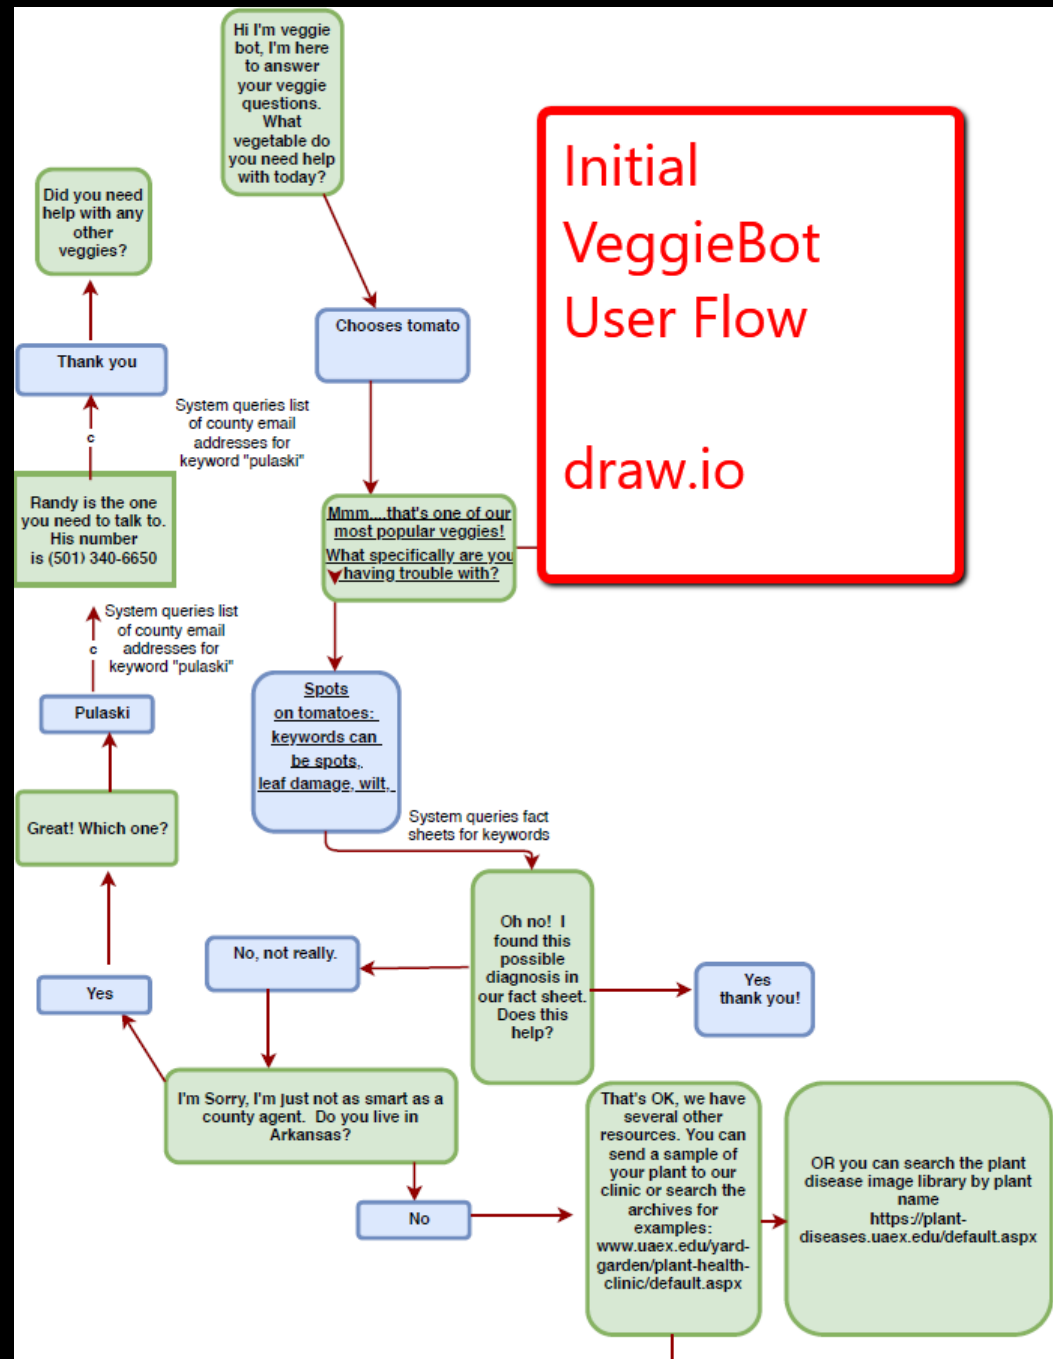 Hi I'm veggie
bot, I'm here
to answer
your veggie
questions.
What
vegetable do
you need help
with today?
Initial
VeggieBot
User Flow
draw.io
Did you need
help with any
other
veggies?
Chooses tomato
Thank you
System queries list
of county email
addresses for
keyword "pulaski"
c
Randy is the one
you need to talk to.
His number
is (501) 340-6650
Mmm....that's one of our
most popular veggies!
What specifically are you
having trouble with?
System queries list
of county email
addresses for
keyword "pulaski"
c
Pulaski
Spots
on tomatoes:
keywords can
be spots,
leaf damage, wilt,
Great! Which one?
System queries fact
sheets for keywords
Oh no! I
found this
possible
diagnosis in
our fact sheet.
Does this
help?
No, not really.
Yes
thank you!
Yes
I'm Sorry, I'm just not as smart as a
county agent. Do you live in
Arkansas?
No
That's OK, we have
several other
resources. You can
send a sample of
your plant to our
clinic or search the
archives for
examples:
www.uaex.edu/yard-
garden/plant-health-
clinic/default.aspx
OR you can search the plant
disease image library by plant
name
https://plant-
diseases.uaex.edu/default.aspx